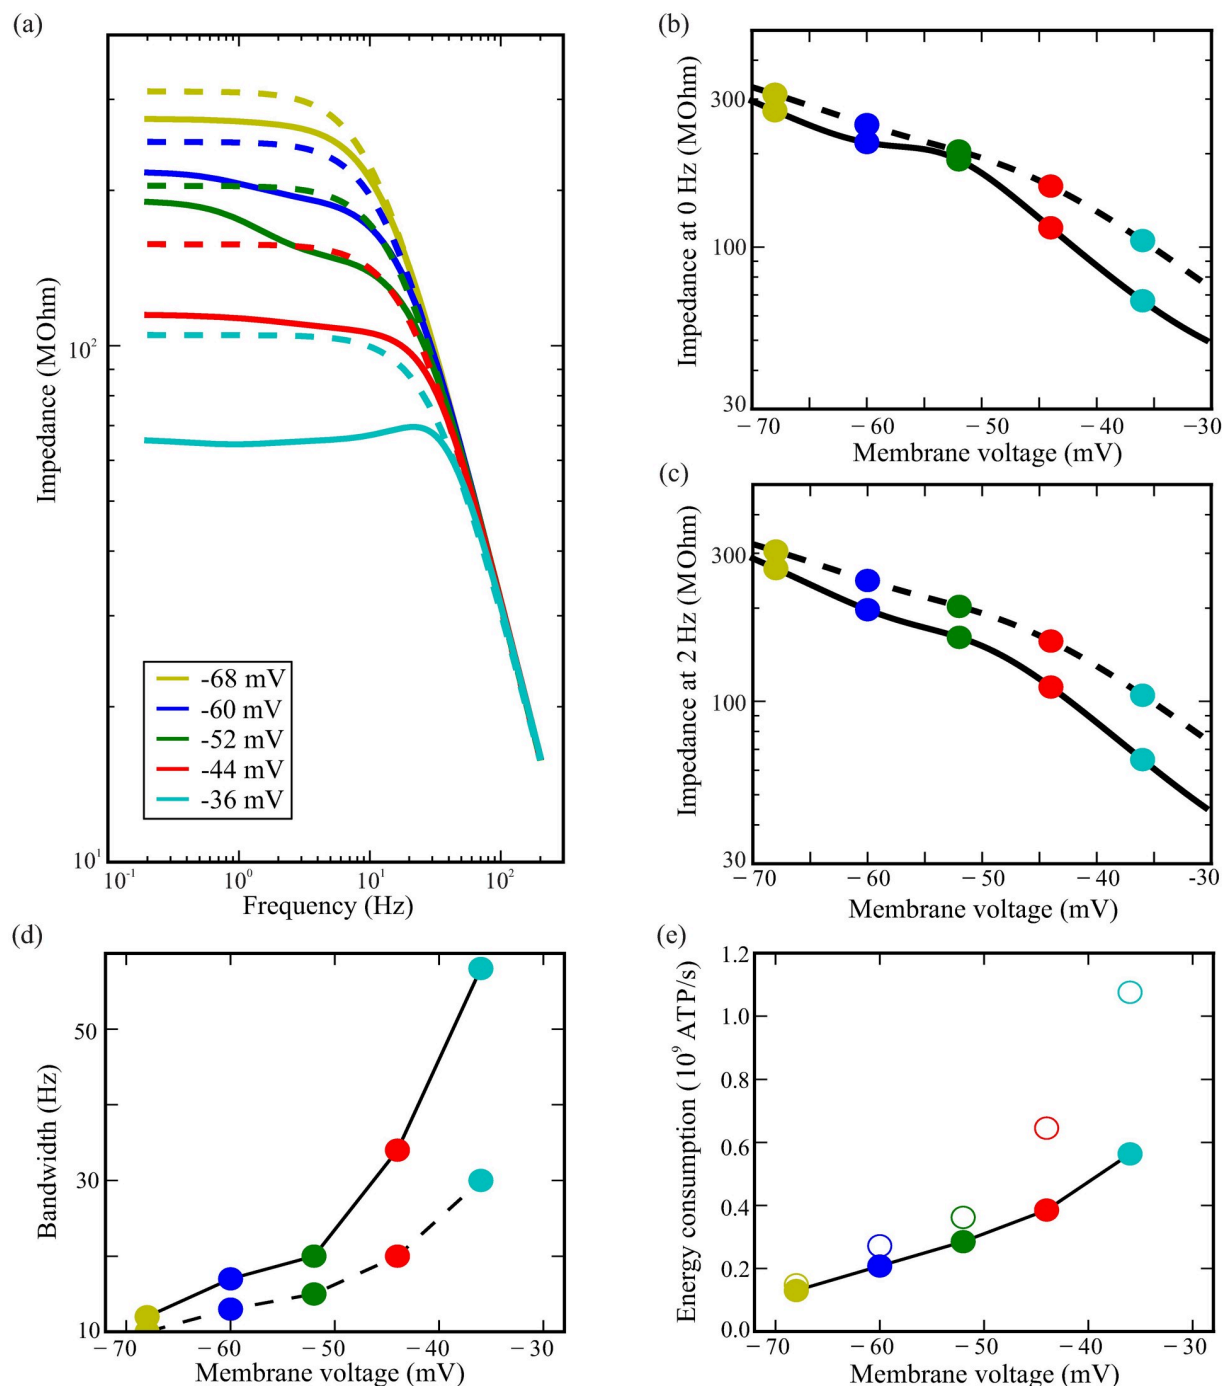 (a)
Impedance (MOhm)
10²
10¹
-68 mV
-60 mV
-52 mV
-44 mV
-36 mV
10⁻¹ 10⁰ 10¹ 10²
Frequency (Hz)
(b)
Impedance at 0 Hz (MOhm)
300
100
30
−70 −60 −50 −40 −30
Membrane voltage (mV)
(c)
Impedance at 2 Hz (MOhm)
300
100
30
−70 −60 −50 −40 -30
Membrane voltage (mV)
(d)
Bandwidth (Hz)
50
30
10
−70 −60 −50 −40 −30
Membrane voltage (mV)
(e)
Energy consumption (10⁹ ATP/s)
1.2
1.0
0.8
0.6
0.4
0.2
0.0
−70 −60 −50 −40 −30
Membrane voltage (mV)